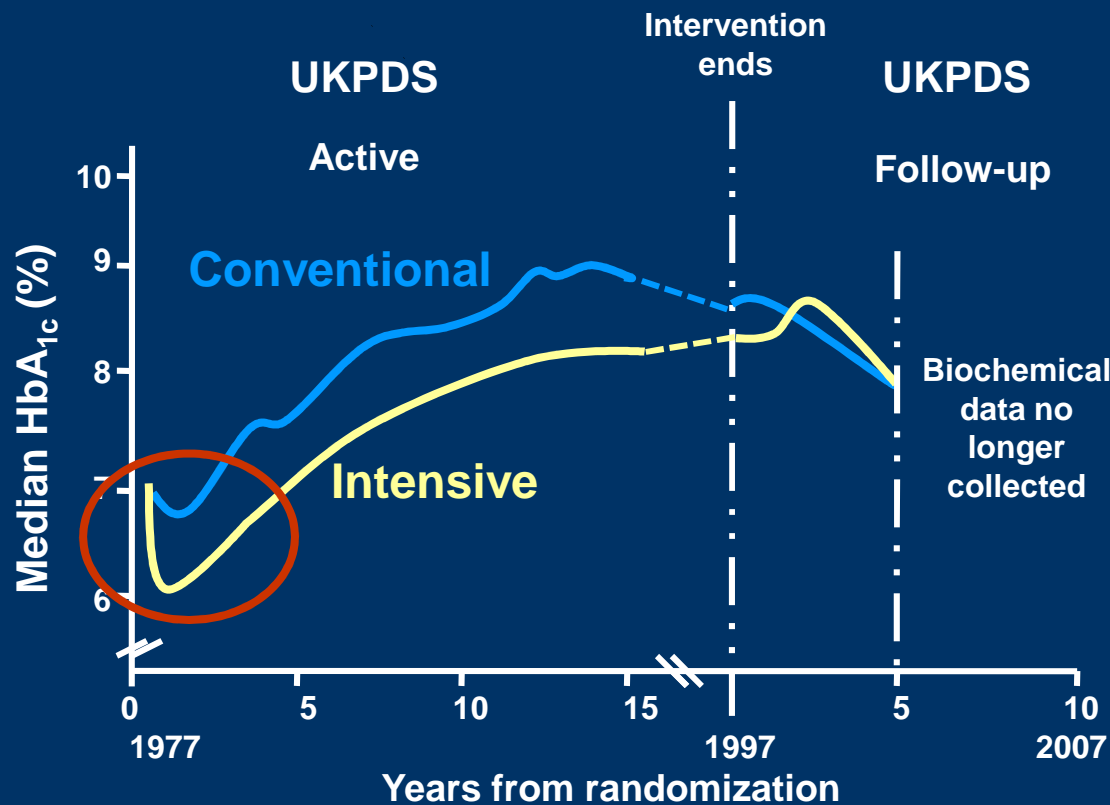 Intervention
ends
UKPDS
UKPDS
Active
Follow-up
10
9
8
7
6
Median HbA1c (%)
Conventional
Intensive
Biochemical
data no
longer
collected
0
5
10
15
5
10
1977
1997
2007
Years from randomization